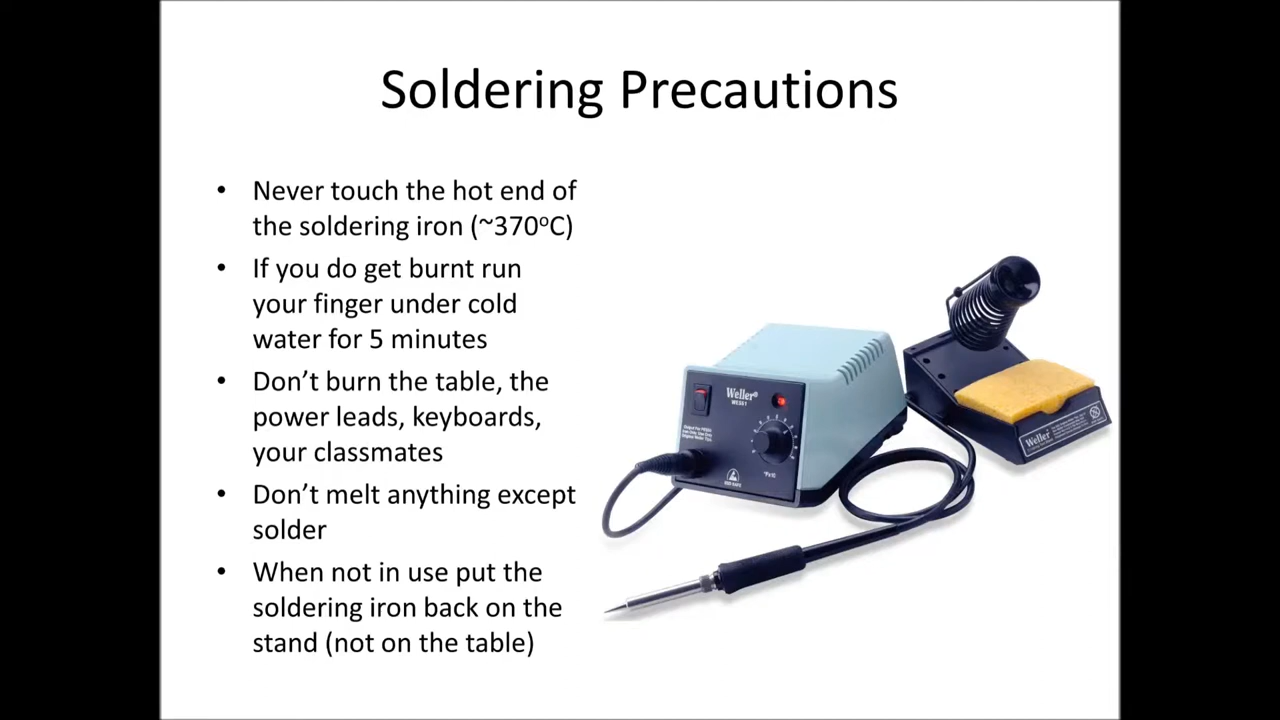 Soldering Precautions
• Never touch the hot end of
the soldering iron (~370ºC)
• If you do get burnt run
your finger under cold
water for 5 minutes
• Don’t burn the table, the
power leads, keyboards,
your classmates
• Don’t melt anything except
solder
• When not in use put the
soldering iron back on the
stand (not on the table)
Weller®
Weller